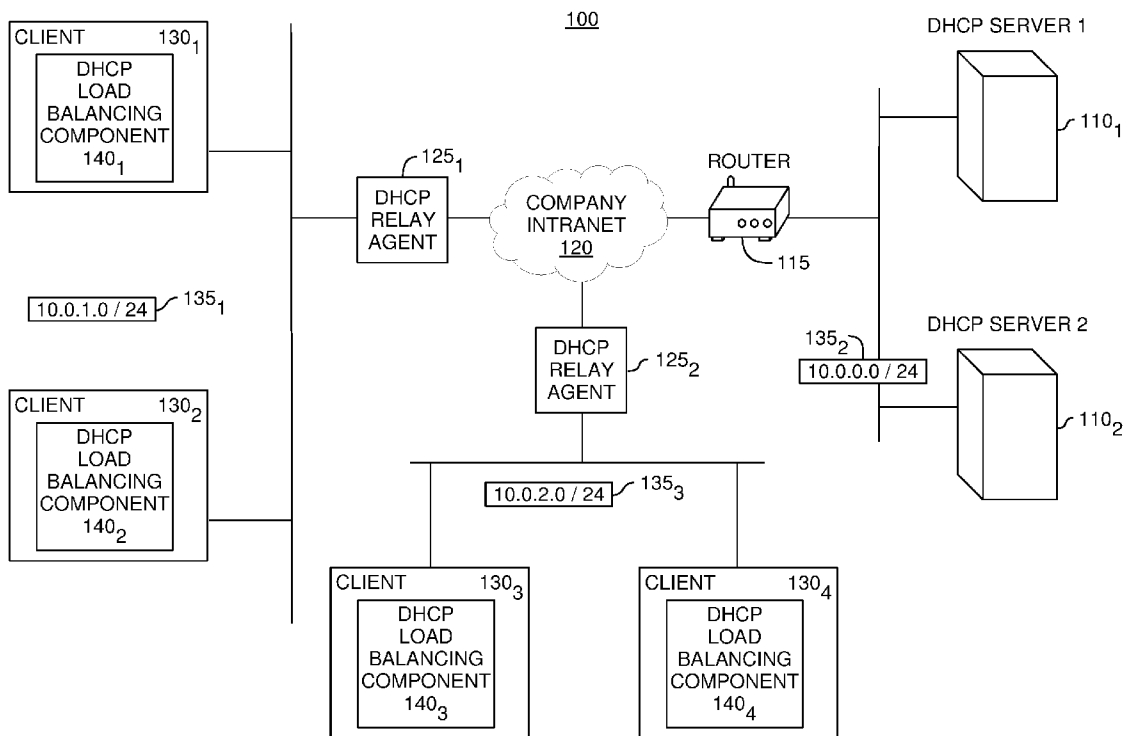 100
CLIENT 130₁
DHCP
LOAD
BALANCING
COMPONENT
140₁
DHCP SERVER 1
110₁
125₁
DHCP
RELAY
AGENT
COMPANY
INTRANET
120
ROUTER
115
10.0.1.0 / 24 135₁
DHCP
RELAY
AGENT
125₂
DHCP SERVER 2
135₂
10.0.0.0 / 24
110₂
CLIENT 130₂
DHCP
LOAD
BALANCING
COMPONENT
140₂
10.0.2.0 / 24 135₃
CLIENT 130₃
DHCP
LOAD
BALANCING
COMPONENT
140₃
CLIENT 130₄
DHCP
LOAD
BALANCING
COMPONENT
140₄